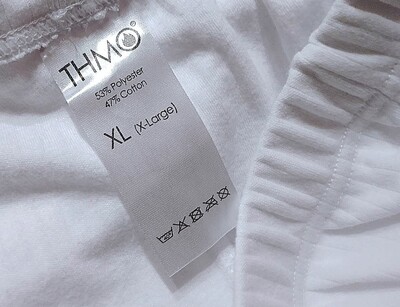 THMO
53% Polyester
47% Cotton
XL (X-Large)